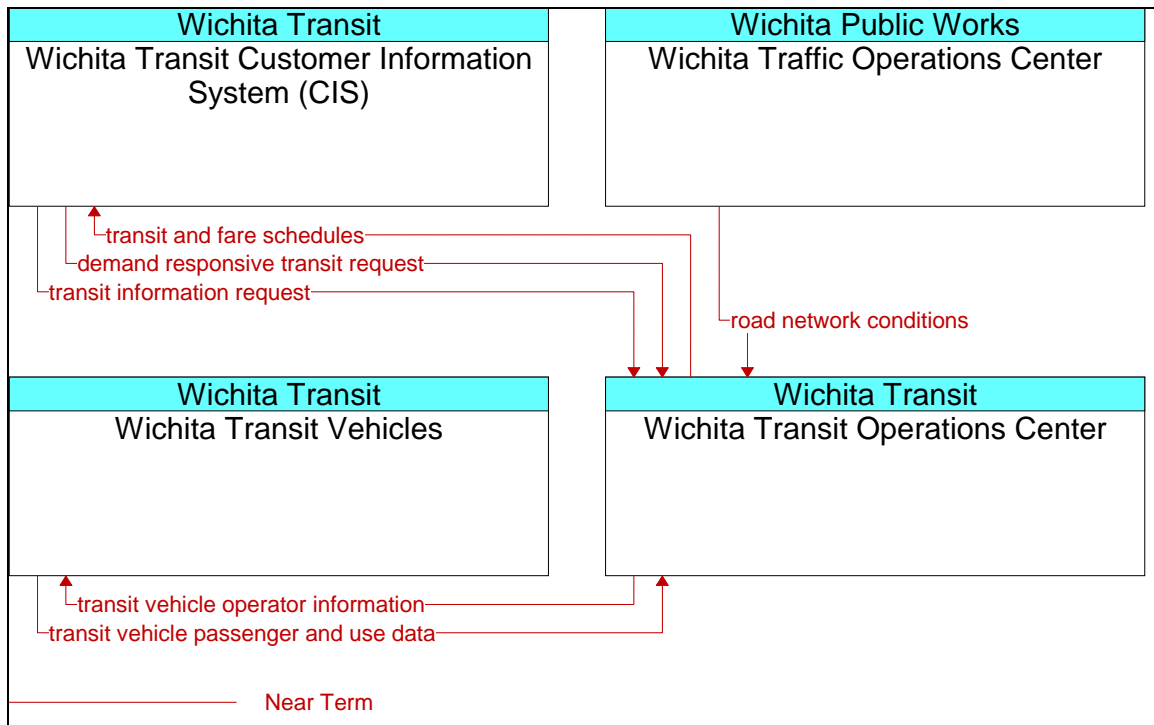 Wichita Transit
Wichita Transit Customer Information
System (CIS)
Wichita Public Works
Wichita Traffic Operations Center
transit and fare schedules
demand responsive transit request
transit information request
road network conditions
Wichita Transit
Wichita Transit Vehicles
Wichita Transit
Wichita Transit Operations Center
transit vehicle operator information
transit vehicle passenger and use data
Near Term